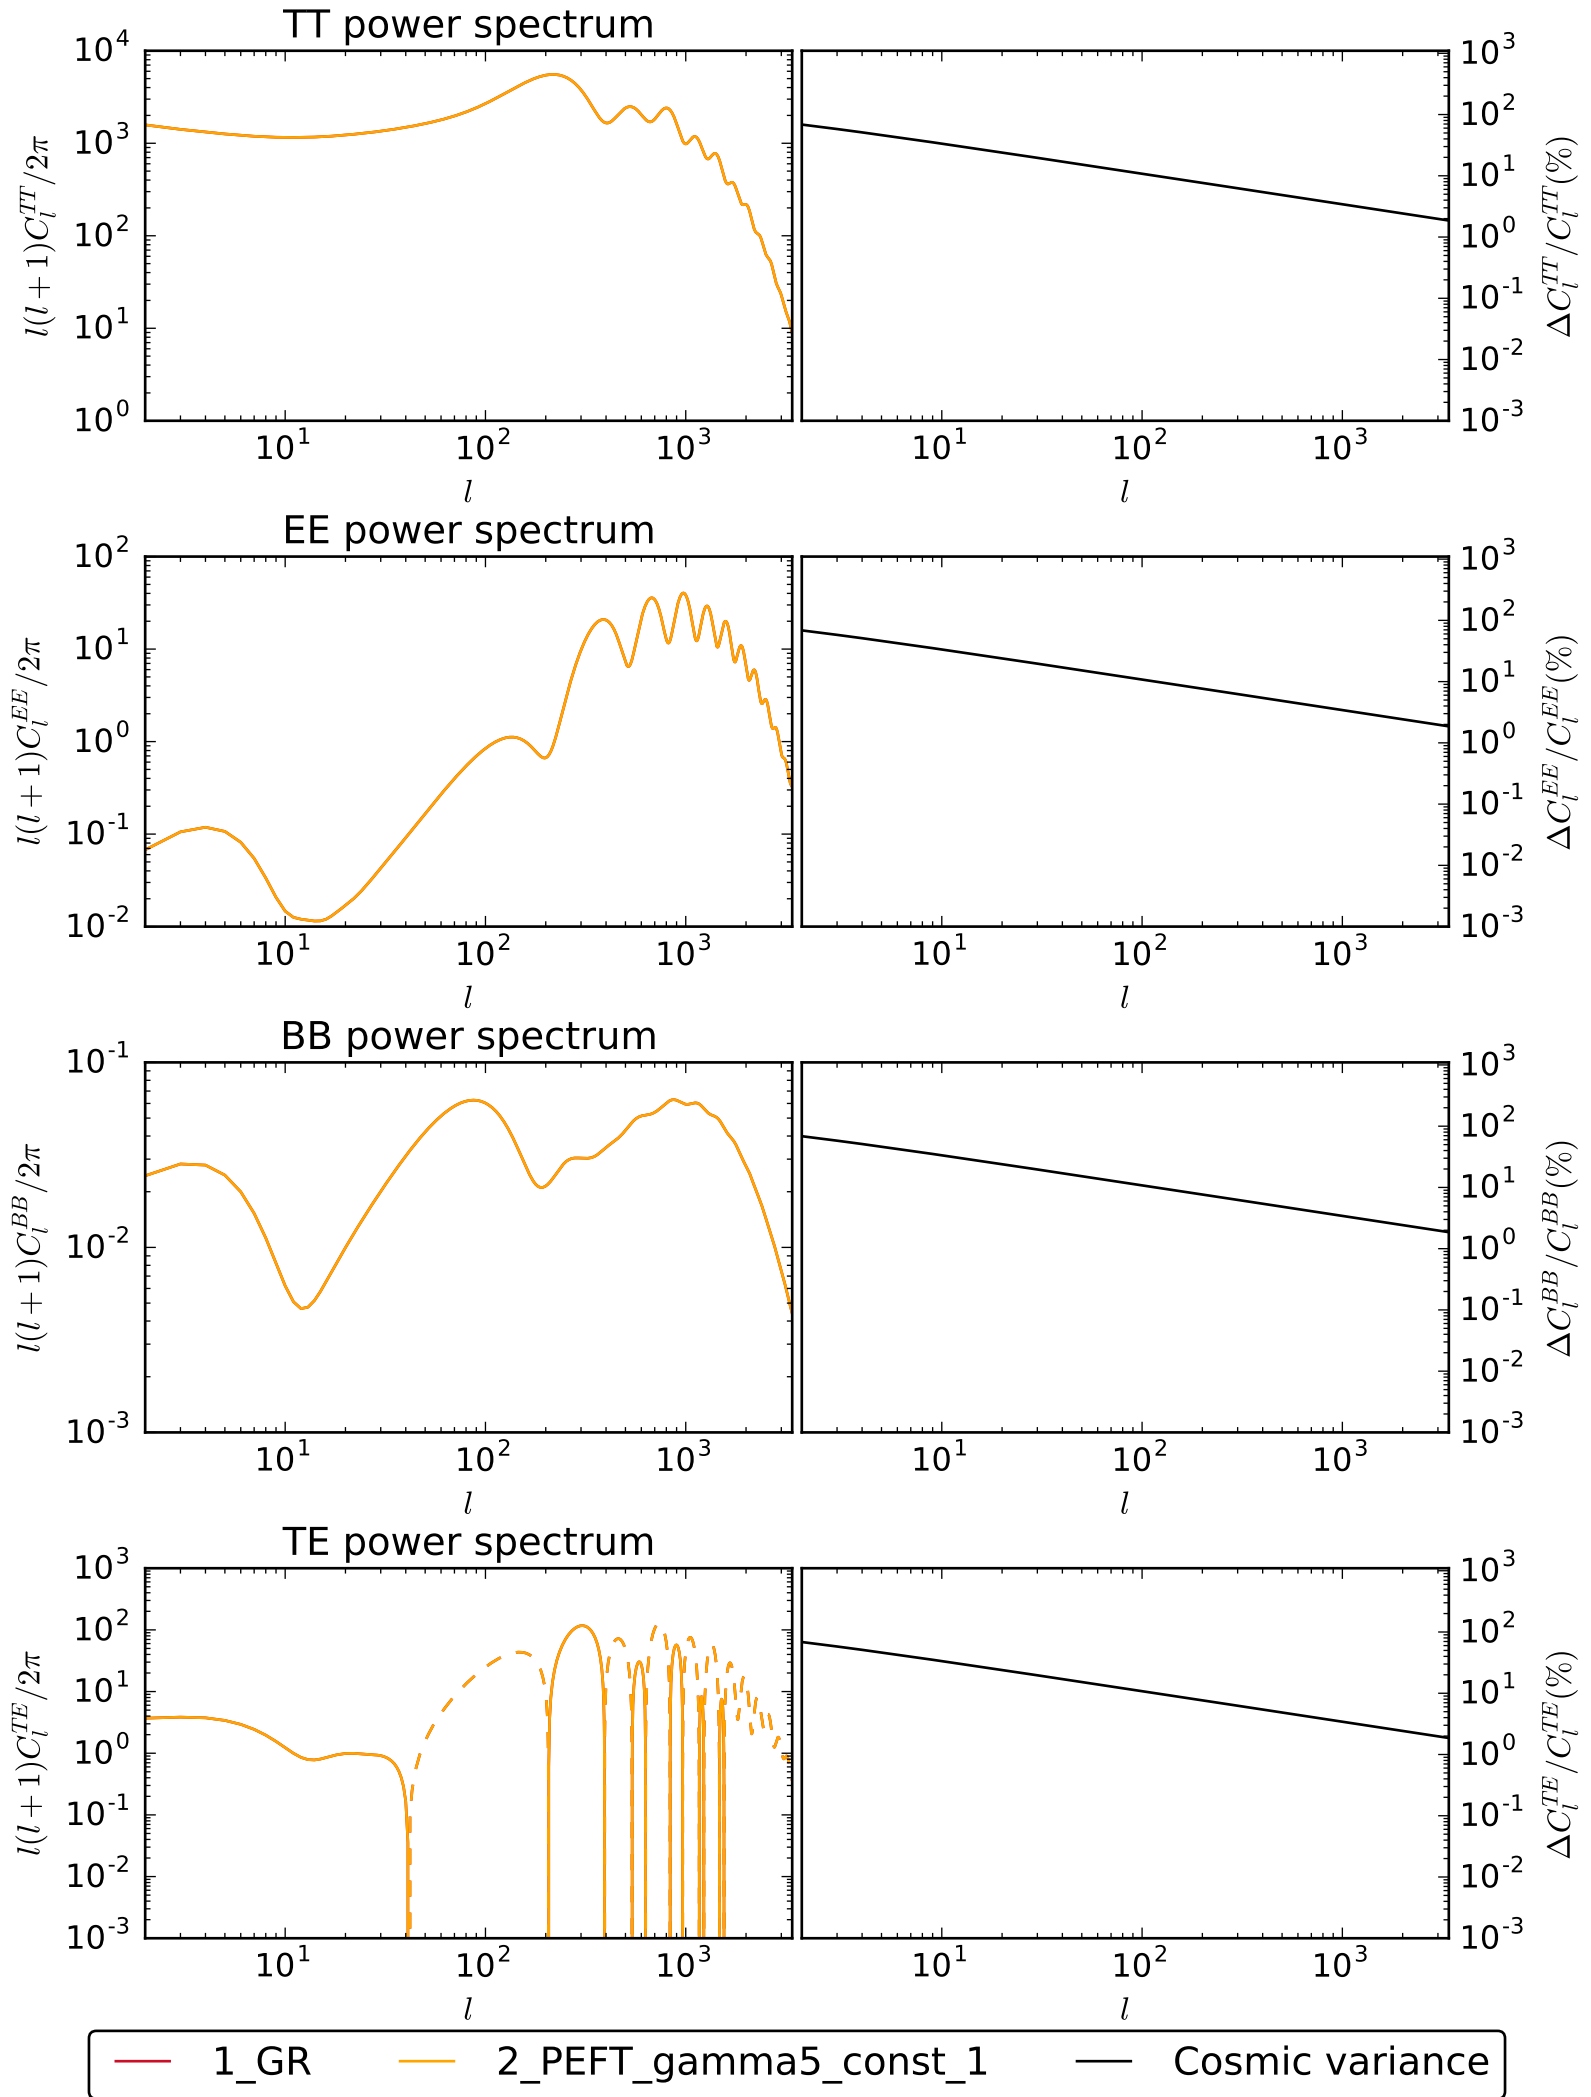 TT power spectrum
10^4
10^3
10^2
10^1
10^0
l(l+1)C_l^{TT}/2π
10^1 10^2 10^3
l
10^3
10^2
10^1
10^0
10^-1
10^-2
10^-3
ΔC_l^{TT}/C_l^{TT}(%)
10^1 10^2 10^3
l
EE power spectrum
10^2
10^1
10^0
10^-1
10^-2
l(l+1)C_l^{EE}/2π
10^1 10^2 10^3
l
10^3
10^2
10^1
10^0
10^-1
10^-2
10^-3
ΔC_l^{EE}/C_l^{EE}(%)
10^1 10^2 10^3
l
BB power spectrum
10^-1
10^-2
10^-3
l(l+1)C_l^{BB}/2π
10^1 10^2 10^3
l
10^3
10^2
10^1
10^0
10^-1
10^-2
10^-3
ΔC_l^{BB}/C_l^{BB}(%)
10^1 10^2 10^3
l
TE power spectrum
10^3
10^2
10^1
10^0
10^-1
10^-2
10^-3
l(l+1)C_l^{TE}/2π
10^1 10^2 10^3
l
10^3
10^2
10^1
10^0
10^-1
10^-2
10^-3
ΔC_l^{TE}/C_l^{TE}(%)
10^1 10^2 10^3
l
1_GR 2_PEFT_gamma5_const_1 Cosmic variance